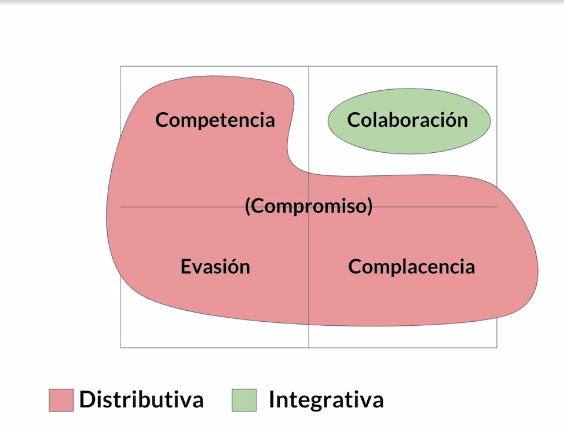 Competencia Colaboración
(Compromiso)
Evasión Complacencia
Distributiva Integrativa